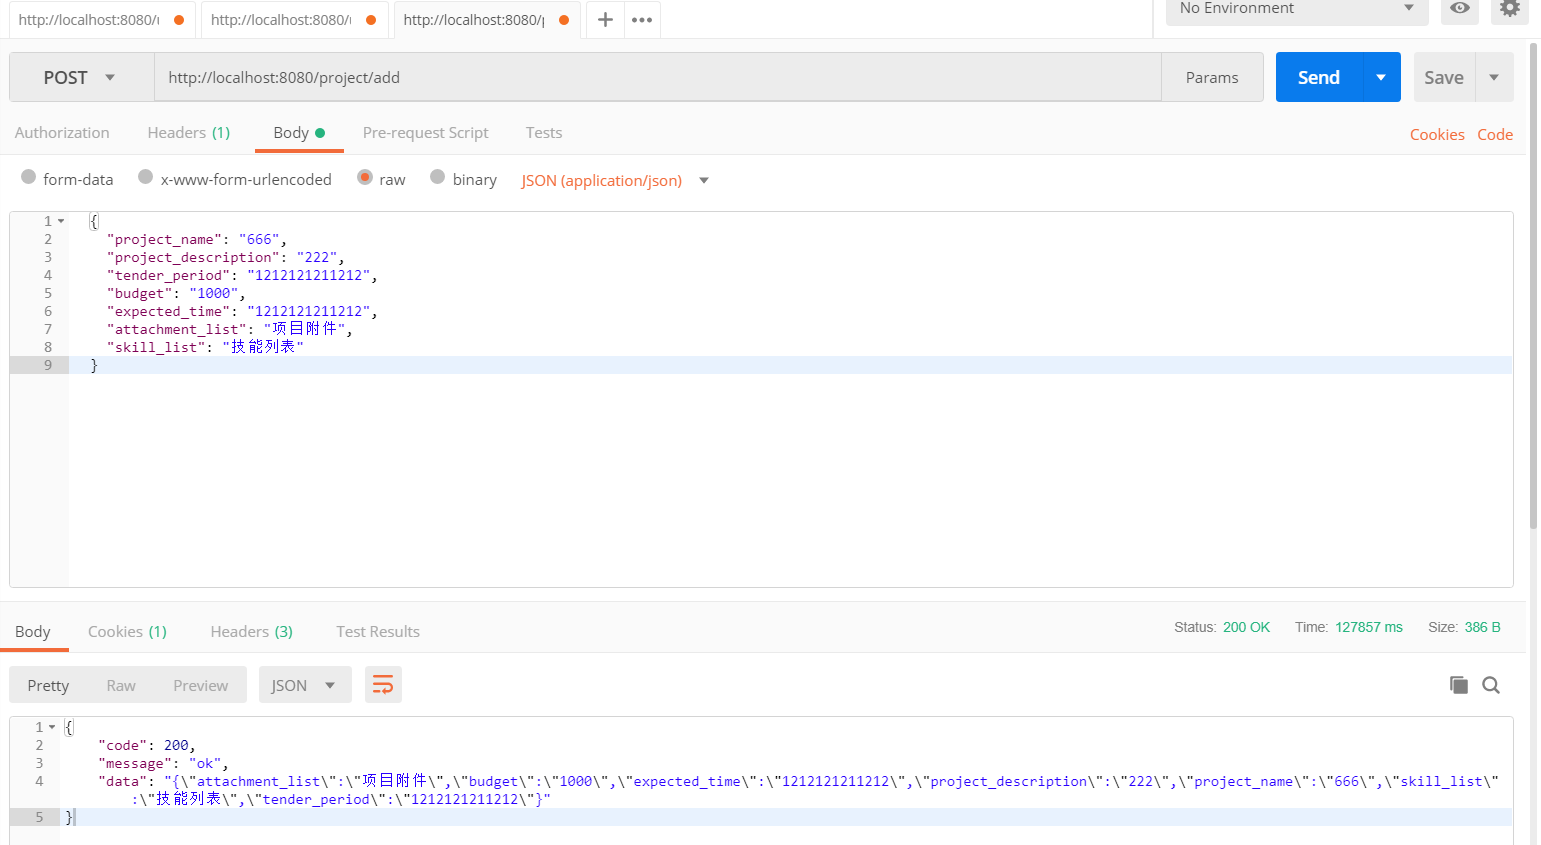 http://localhost:8080/ http://localhost:8080/ http://localhost:8080/ No Environment
POST http://localhost:8080/project/add Params Send Save
Authorization Headers (1) Body Pre-request Script Tests Cookies Code
form-data x-www-form-urlencoded raw binary JSON (application/json)
1 {
2 "project_name": "666",
3 "project_description": "222",
4 "tender_period": "1212121211212",
5 "budget": "1000",
6 "expected_time": "1212121211212",
7 "attachment_list": "项目附件",
8 "skill_list": "技能列表"
9 }
Body Cookies (1) Headers (3) Test Results Status: 200 OK Time: 127857 ms Size: 386 B
Pretty Raw Preview JSON
1 {
2 "code": 200,
3 "message": "ok",
4 "data": "{\"attachment_list\":\"项目附件\",\"budget\":\"1000\",\"expected_time\":\"1212121211212\",\"project_description\":\"222\",\"project_name\":\"666\",\"skill_list\"
:\"技能列表\",\"tender_period\":\"1212121211212\"}"
5 }